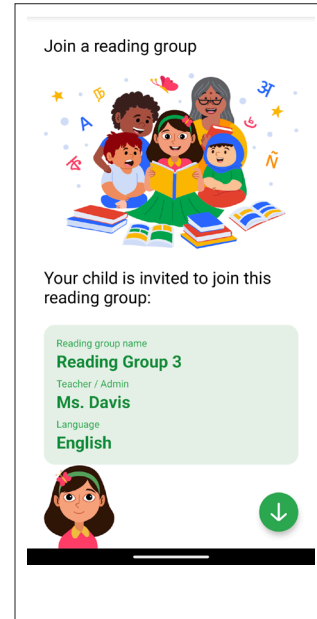 Join a reading group
அ
अ
A
ی
Ñ
Your child is invited to join this
reading group:
Reading group name
Reading Group 3
Teacher / Admin
Ms. Davis
Language
English